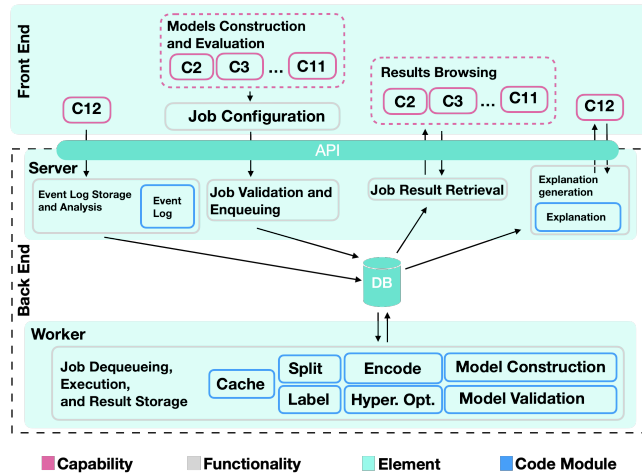 Front End
Models Construction
and Evaluation
C2 C3 ... C11
Results Browsing
C2 C3 ... C11
C12
Job Configuration
C12
API
Back End
Server
Event Log Storage
and Analysis
Event
Log
Job Validation and
Enqueuing
Job Result Retrieval
Explanation
generation
Explanation
DB
Worker
Job Dequeueing,
Execution,
and Result Storage
Cache
Split
Encode
Model Construction
Label
Hyper. Opt.
Model Validation
Capability
Functionality
Element
Code Module